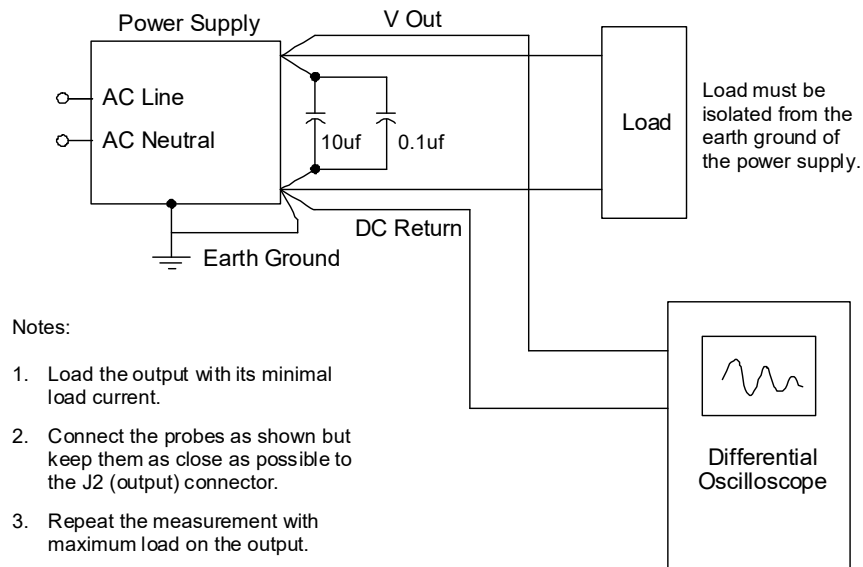 Power Supply
V Out
AC Line
AC Neutral
10uf
0.1uf
Load
Load must be
isolated from the
earth ground of
the power supply.
DC Return
Earth Ground
Notes:
1. Load the output with its minimal
load current.
2. Connect the probes as shown but
keep them as close as possible to
the J2 (output) connector.
3. Repeat the measurement with
maximum load on the output.
Differential
Oscilloscope